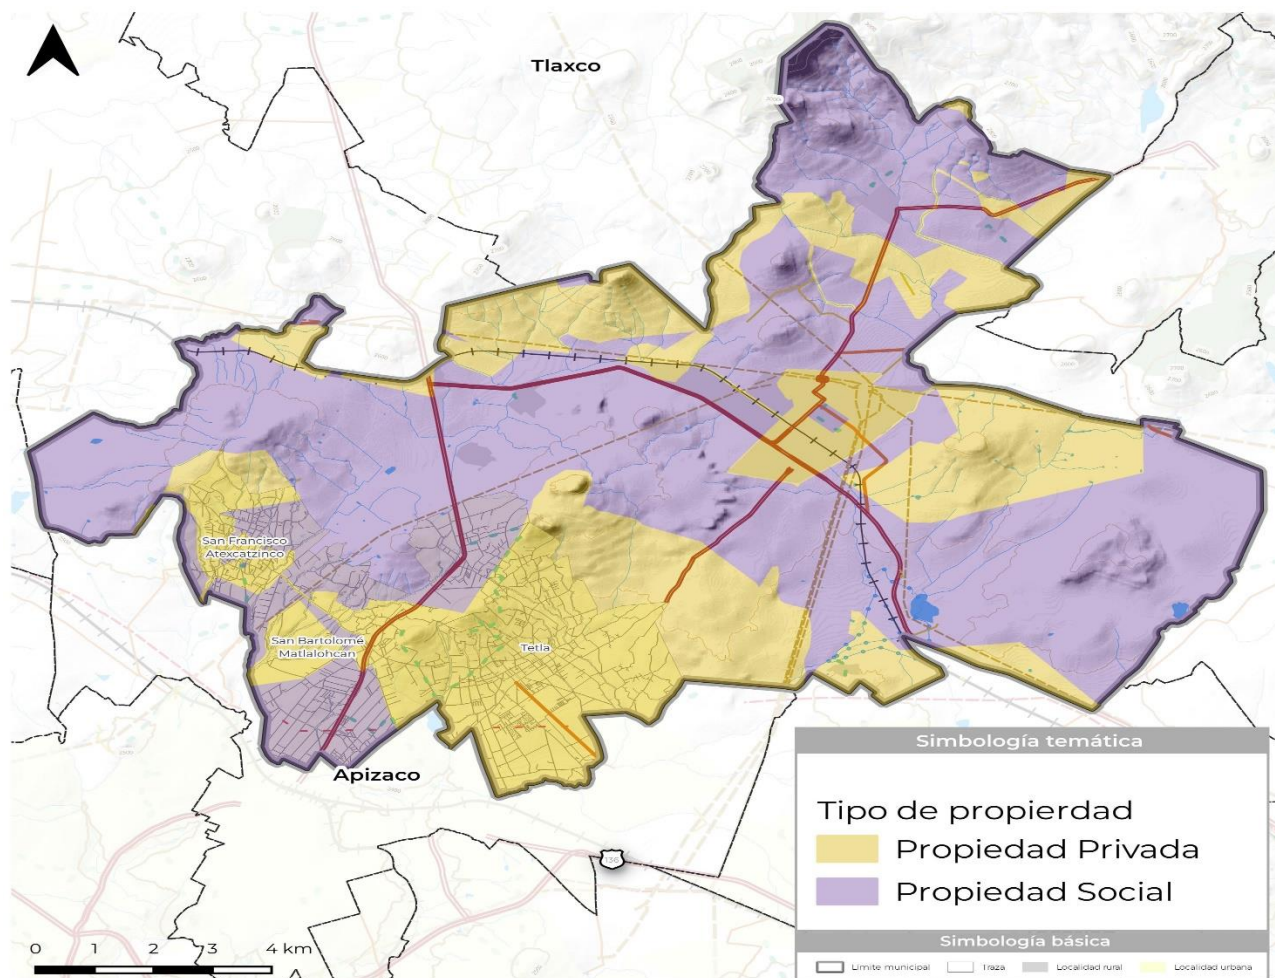 Tlaxco
San Francisco
Atexcatzinco
San Bartolomé
Matlalohcan
Tetla
Apizaco
136
Simbología temática
Tipo de propierdad
Propiedad Privada
Propiedad Social
Simbología básica
0 1 2 3 4 km
Límite municipal Traza Localidad rural Localidad urbana